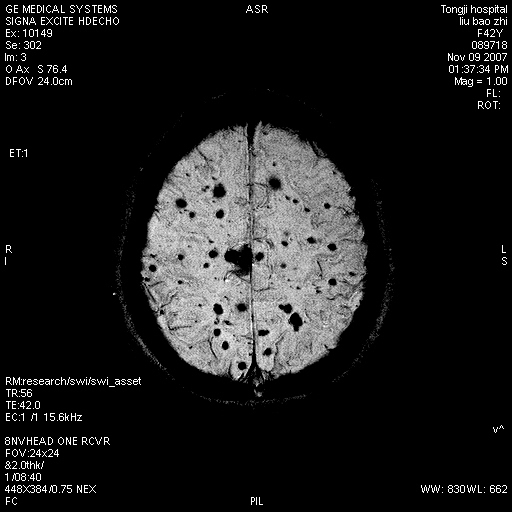 GE MEDICAL SYSTEMS
SIGNA EXCITE HDECHO
Ex: 10149
Se: 302
Im: 3
O Ax S 76.4
DFOV 24.0cm
ASR
Tongji hospital
liu bao zhi
F42Y
089718
Nov 09 2007
01:37:34 PM
Mag = 1.00
FL:
ROT:
ET:1
R
I
L
S
RM:research/swi/swi_asset
TR:56
TE:42.0
EC:1 /1 15.6kHz
8NVHEAD ONE RCVR
FOV:24x24
&2.0thk/
1/08:40
448X384/0.75 NEX
FC
PIL
v^
WW: 830WL: 662